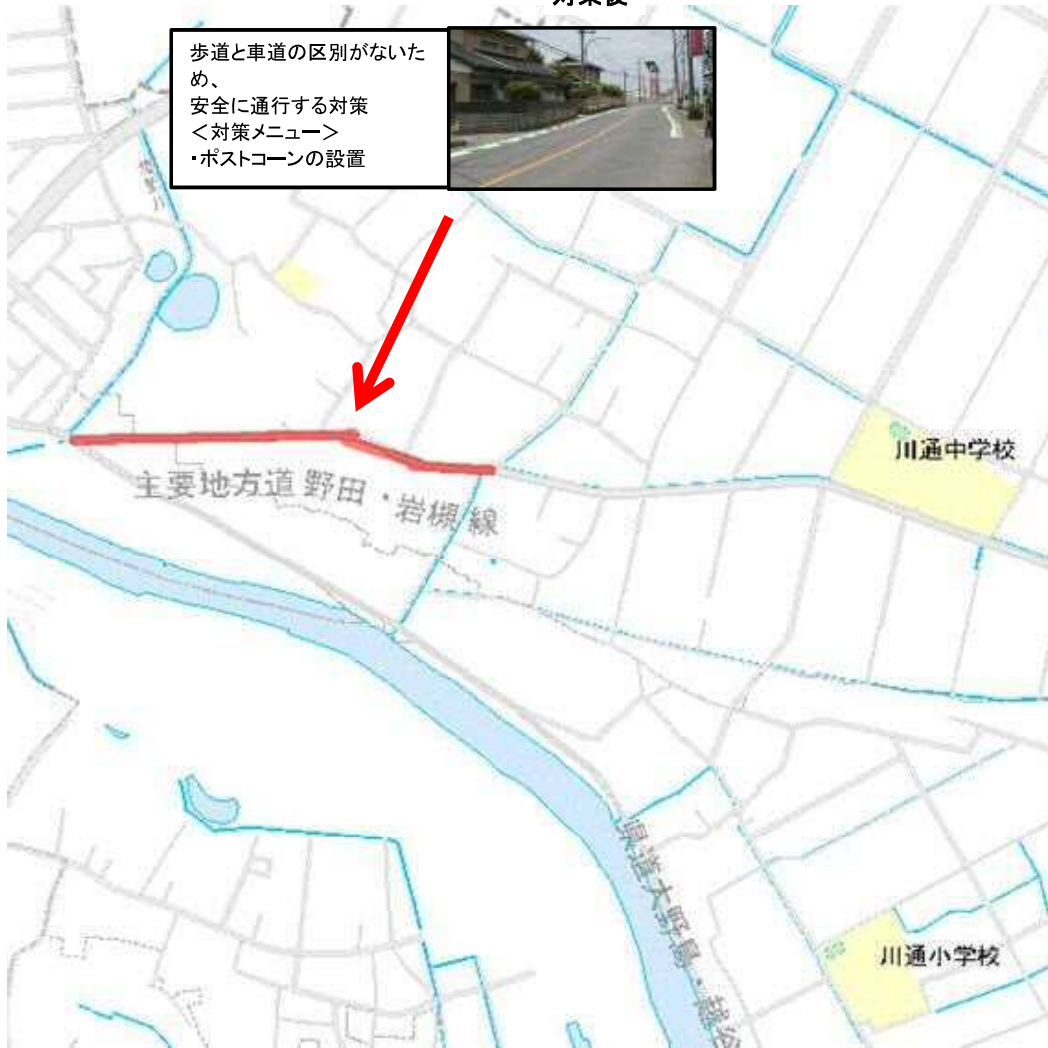 対策後
歩道と車道の区別がないた
め、
安全に通行する対策
<対策メニュー>
・ポストコーンの設置
川通中学校
主要地方道 野田・岩槻線
県道大野島・越谷
川通小学校